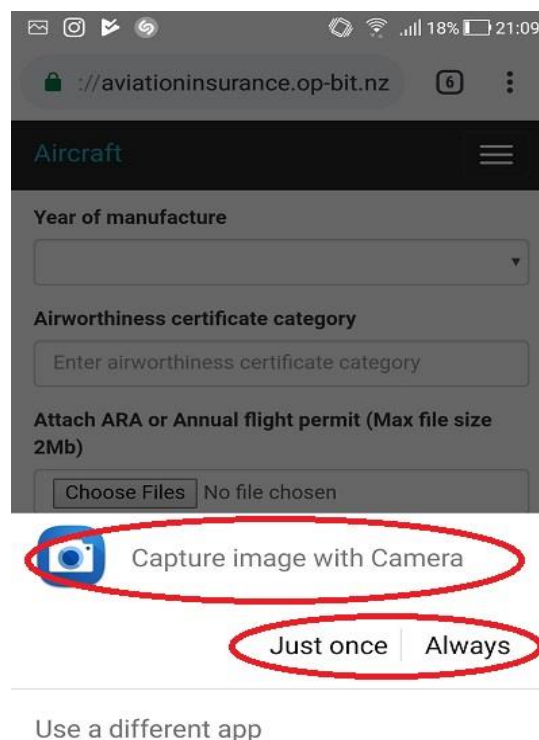 18% 21:09
://aviationinsurance.op-bit.nz 6
Aircraft
Year of manufacture
Airworthiness certificate category
Enter airworthiness certificate category
Attach ARA or Annual flight permit (Max file size
2Mb)
Choose Files No file chosen
Capture image with Camera
Just once Always
Use a different app